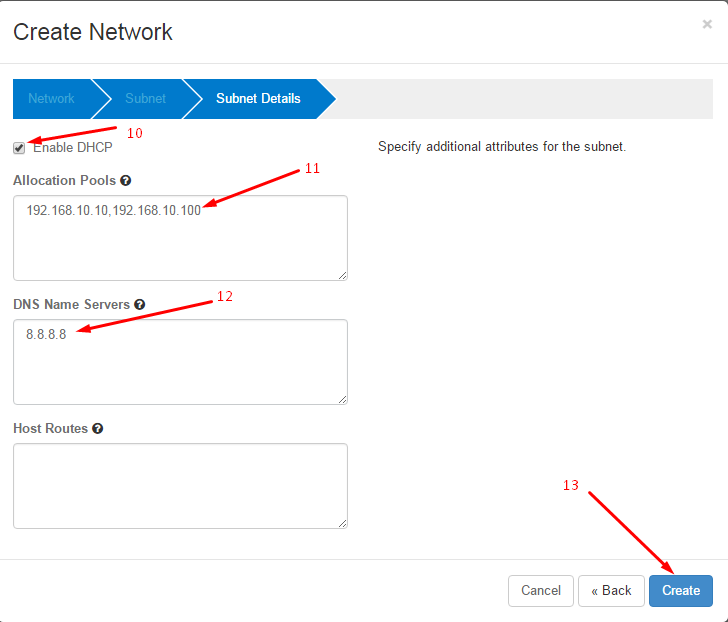 Create Network
×
Network Subnet Subnet Details
10
Enable DHCP
Specify additional attributes for the subnet.
Allocation Pools ?
11
192.168.10.10,192.168.10.100
DNS Name Servers ?
12
8.8.8.8
Host Routes ?
13
Cancel « Back Create